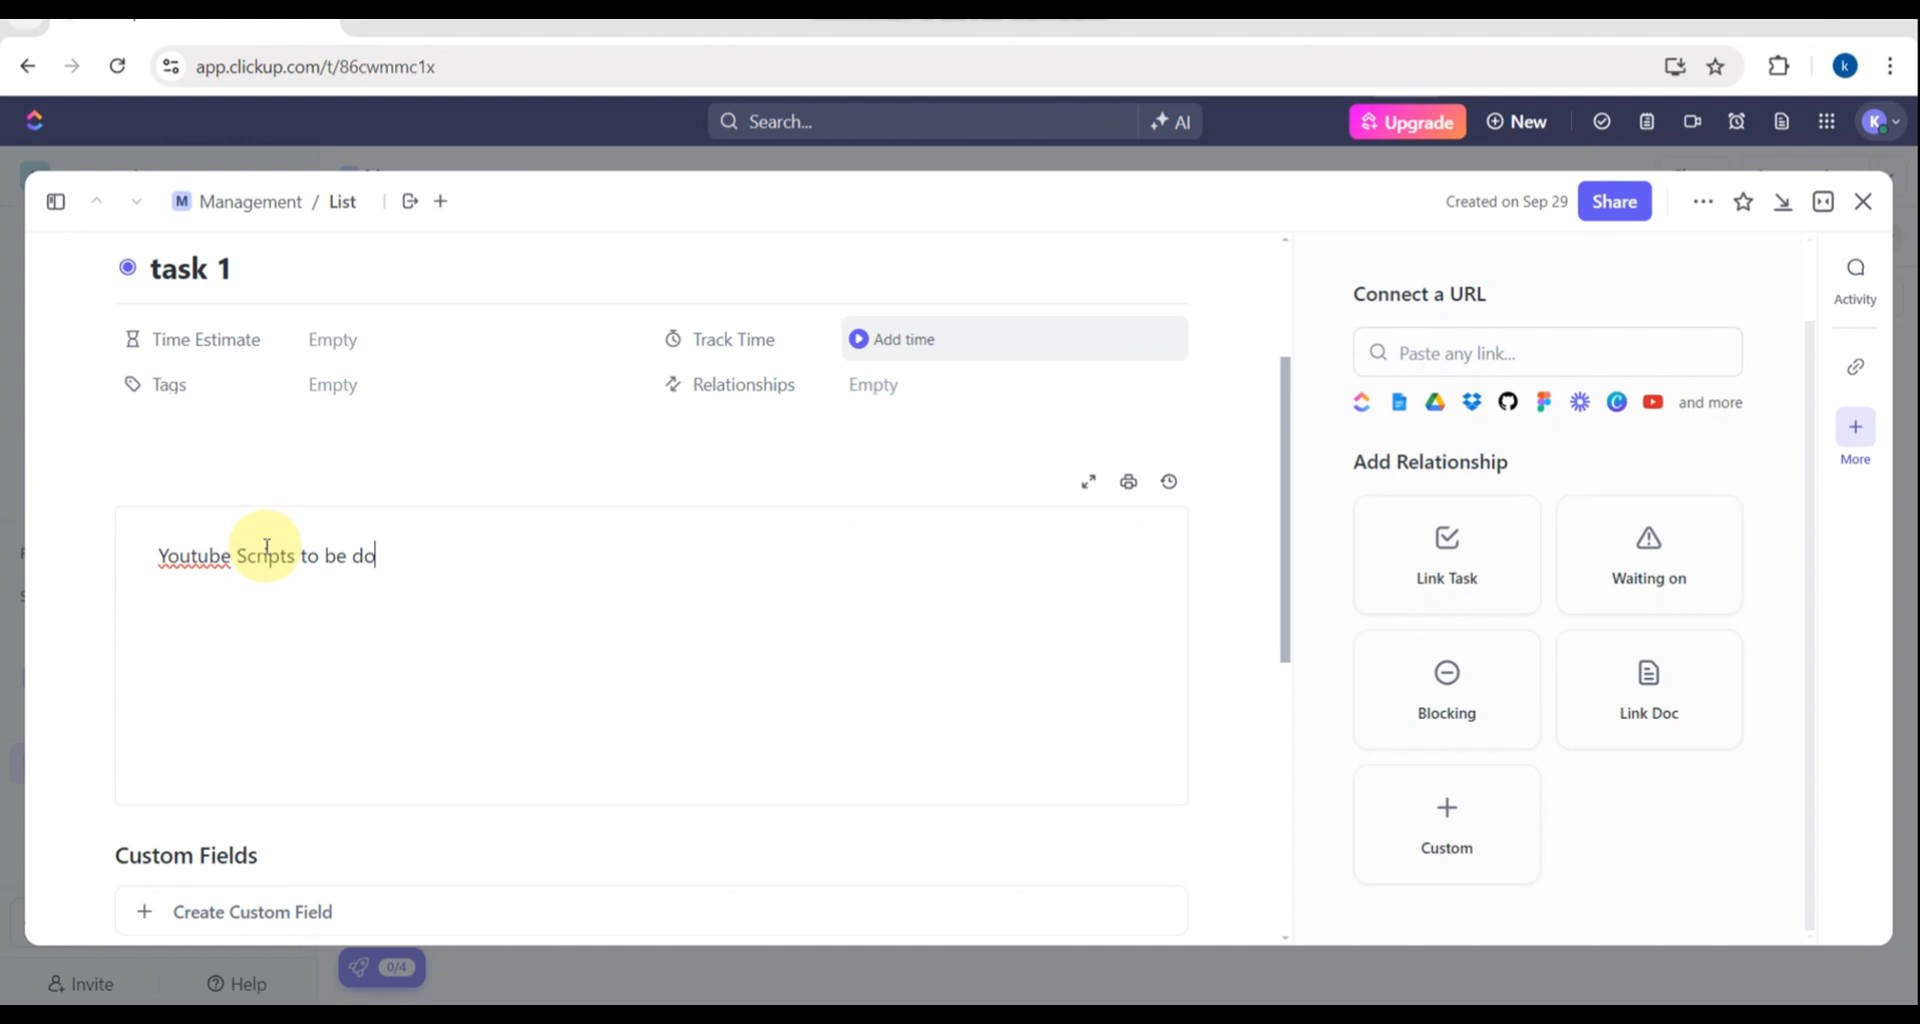 app.clickup.com/t/86cwmmc1x
k
Search...
AI
Upgrade
New
K
M Management / List
Created on Sep 29
Share
task 1
Time Estimate Empty
Track Time Add time
Tags Empty
Relationships Empty
Youtube Scripts to be do
Custom Fields
Create Custom Field
Connect a URL
Paste any link...
and more
Add Relationship
Link Task
Waiting on
Blocking
Link Doc
Custom
Activity
More
Invite
Help
0/4